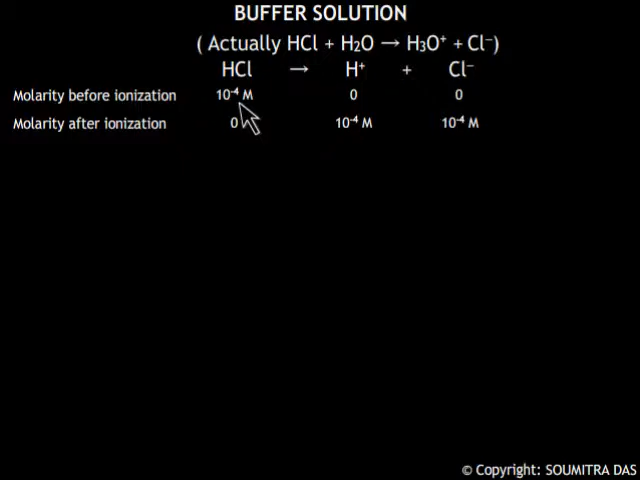 BUFFER SOLUTION
( Actually HCl + H₂O → H₃O⁺ + Cl⁻)
HCl → H⁺ + Cl⁻
Molarity before ionization 10⁻⁴ M 0 0
Molarity after ionization 0 10⁻⁴ M 10⁻⁴ M
© Copyright: SOUMITRA DAS